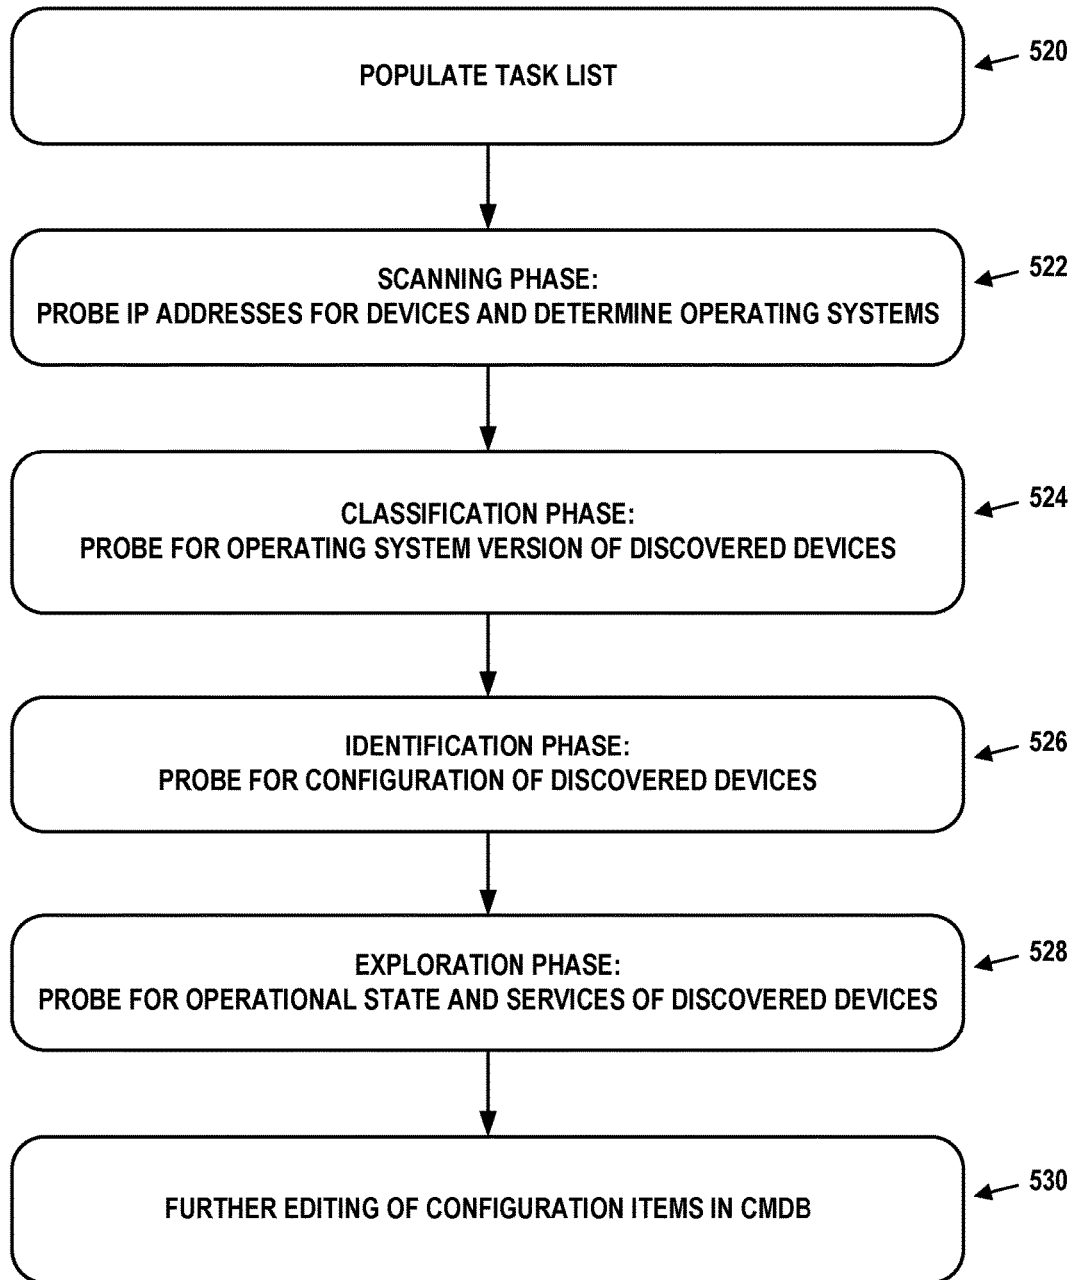 POPULATE TASK LIST
520
SCANNING PHASE:
PROBE IP ADDRESSES FOR DEVICES AND DETERMINE OPERATING SYSTEMS
522
CLASSIFICATION PHASE:
PROBE FOR OPERATING SYSTEM VERSION OF DISCOVERED DEVICES
524
IDENTIFICATION PHASE:
PROBE FOR CONFIGURATION OF DISCOVERED DEVICES
526
EXPLORATION PHASE:
PROBE FOR OPERATIONAL STATE AND SERVICES OF DISCOVERED DEVICES
528
FURTHER EDITING OF CONFIGURATION ITEMS IN CMDB
530